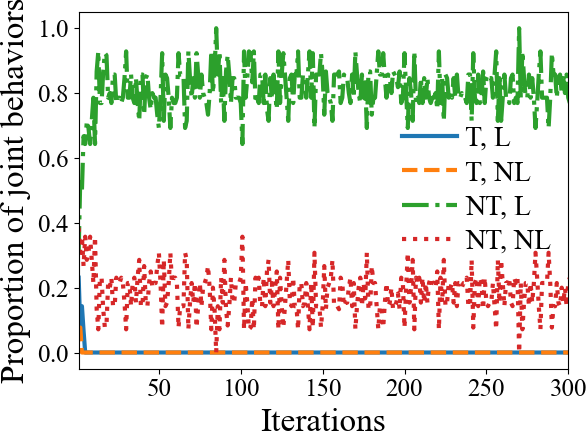 Proportion of joint behaviors
1.0
0.8
0.6
0.4
0.2
0.0
T, L
T, NL
NT, L
NT, NL
50 100 150 200 250 300
Iterations